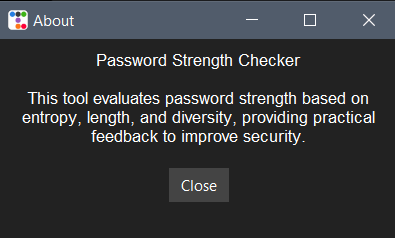 About
Password Strength Checker
This tool evaluates password strength based on
entropy, length, and diversity, providing practical
feedback to improve security.
Close